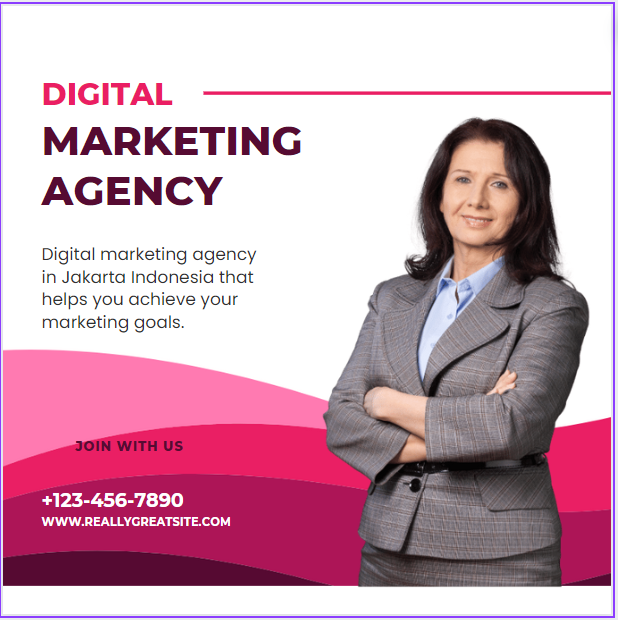 DIGITAL
MARKETING
AGENCY
Digital marketing agency
in Jakarta Indonesia that
helps you achieve your
marketing goals.
JOIN WITH US
+123-456-7890
WWW.REALLYGREATSITE.COM